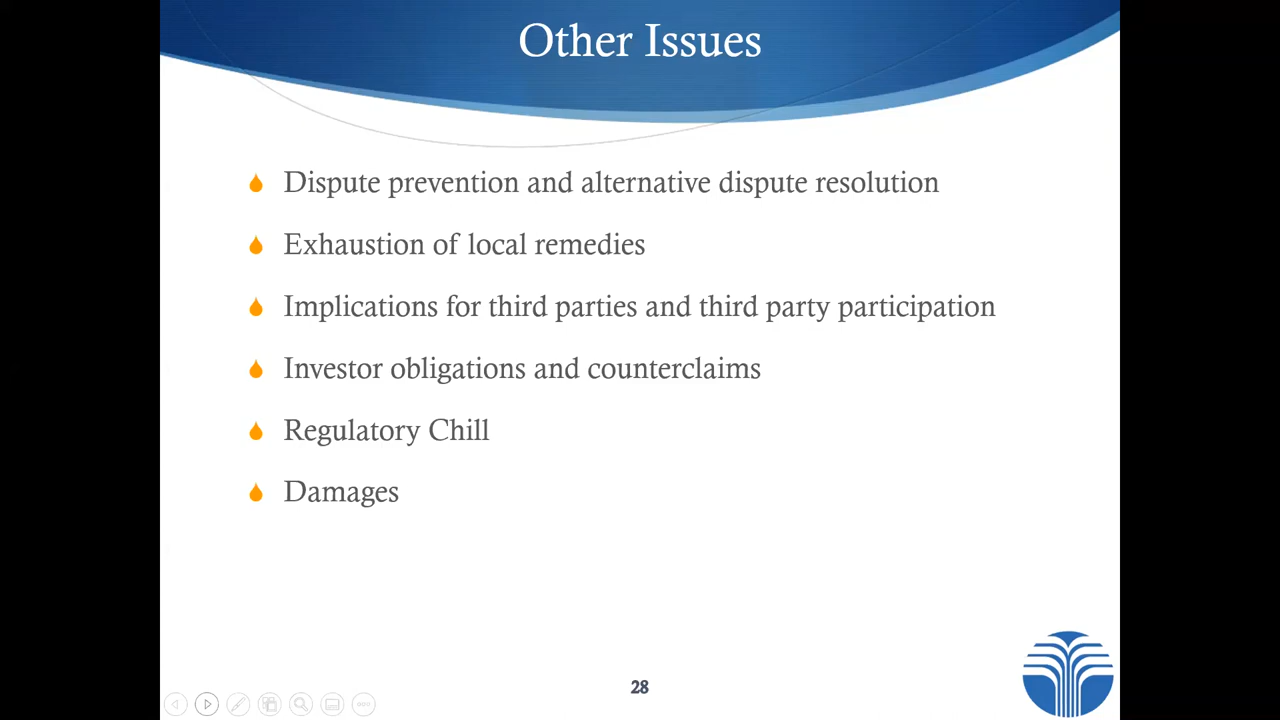 Other Issues
Dispute prevention and alternative dispute resolution
Exhaustion of local remedies
Implications for third parties and third party participation
Investor obligations and counterclaims
Regulatory Chill
Damages
28